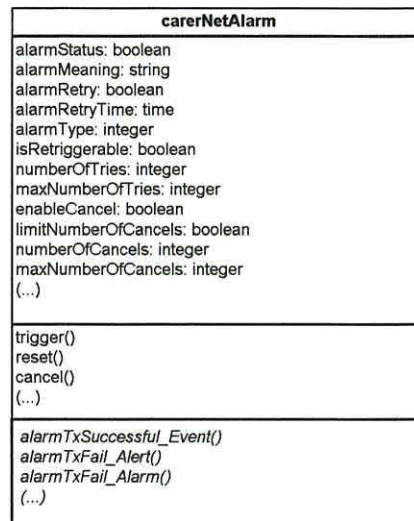 carerNetAlarm
alarmStatus: boolean
alarmMeaning: string
alarmRetry: boolean
alarmRetryTime: time
alarmType: integer
isRetriggerable: boolean
numberOfTries: integer
maxNumberOfTries: integer
enableCancel: boolean
limitNumberOfCancels: boolean
numberOfCancels: integer
maxNumberOfCancels: integer
(...)
trigger()
reset()
cancel()
(...)
alarmTxSuccessful_Event()
alarmTxFail_Alert()
alarmTxFail_Alarm()
(...)